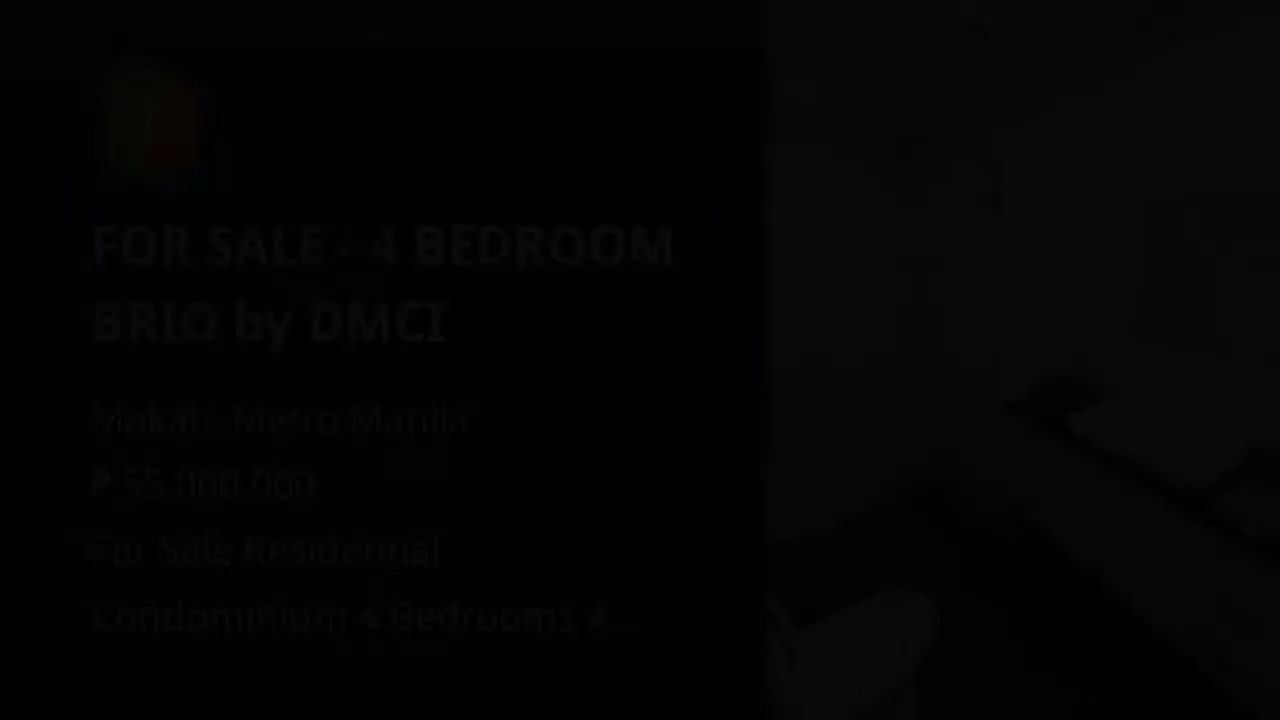 FOR SALE - 4 BEDROOM
BRIO by DMCI
Makati, Metro Manila
₱ 55,000,000
For Sale Residential
Condominium 4 Bedrooms 4...